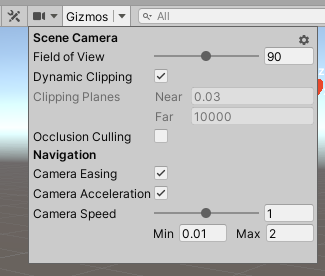 Gizmos All
Scene Camera
Field of View 90
Dynamic Clipping
Clipping Planes Near 0.03
Far 10000
Occlusion Culling
Navigation
Camera Easing
Camera Acceleration
Camera Speed 1
Min 0.01 Max 2